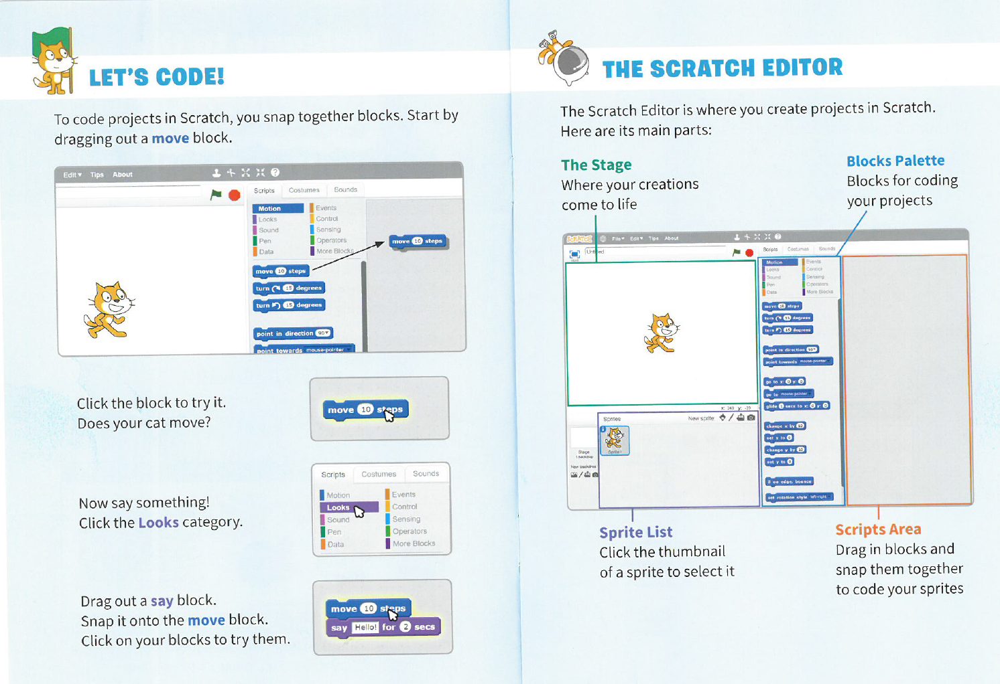 LET'S CODE!
To code projects in Scratch, you snap together blocks. Start by
dragging out a move block.
Edit Tips About
Scripts Costumes Sounds
Motion Events
Looks Control
Sound Sensing
Pen Operators
Data More Blocks
move 10 steps
move 10 steps
turn 15 degrees
turn 15 degrees
point in direction 90
point towards mouse-pointer
Click the block to try it.
Does your cat move?
move 10 steps
Now say something!
Click the Looks category.
Scripts Costumes Sounds
Motion Events
Looks Control
Sound Sensing
Pen Operators
Data More Blocks
Drag out a say block.
Snap it onto the move block.
Click on your blocks to try them.
move 10 steps
say Hello! for 2 secs
THE SCRATCH EDITOR
The Scratch Editor is where you create projects in Scratch.
Here are its main parts:
The Stage
Where your creations
come to life
Blocks Palette
Blocks for coding
your projects
SCRATCH File Edit Tips About
Untitled
Scripts Costumes Sounds
Motion Events
Looks Control
Sound Sensing
Pen Operators
Data More Blocks
move 10 steps
turn 15 degrees
turn 15 degrees
point in direction 90
point towards mouse-pointer
go to x: 0 y: 0
go to mouse-pointer
glide 1 secs to x: 0 y: 0
change x by 10
set x to 0
change y by 10
set y to 0
if on edge, bounce
set rotation style left-right
x: 240 y:
Sprites New sprite:
Sprite1
Stage
1 backdrop
New backdrop
Sprite List
Click the thumbnail
of a sprite to select it
Scripts Area
Drag in blocks and
snap them together
to code your sprites